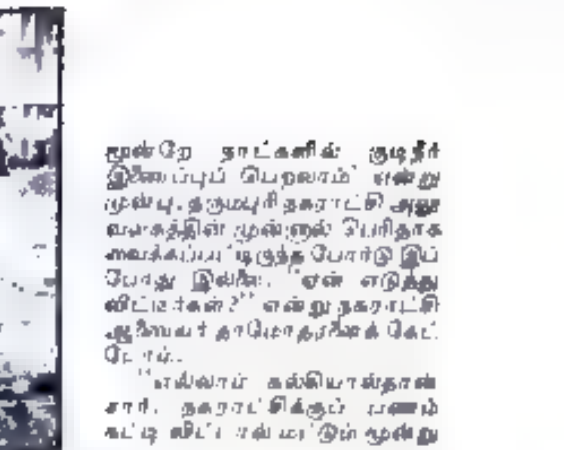 மூன்றே நாட்களில் குடிநீர்
இணைப்புப் பெறலாம்' என்று
முன்பு, தருமபுரி நகராட்சி அலு
வலகத்தின் முன்னால் பெரிதாக
வைக்கப்பட்டிருந்த போர்டு இப்
போது இல்லை. "ஏன் எடுத்து
விட்டீர்கள்?" என்று நகராட்சி
ஆணையர் தாமோதரனைக் கேட்
டோம்.
"எல்லாம் கல்கியால்தான்
சார். நகராட்சிக்குப் பணம்
கட்டி விட்டால் மட்டும் மூன்று